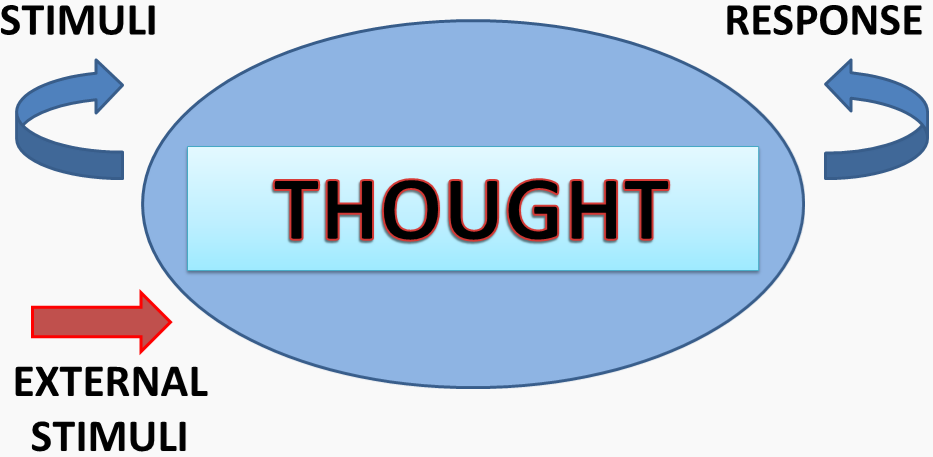 STIMULI
RESPONSE
THOUGHT
EXTERNAL
STIMULI